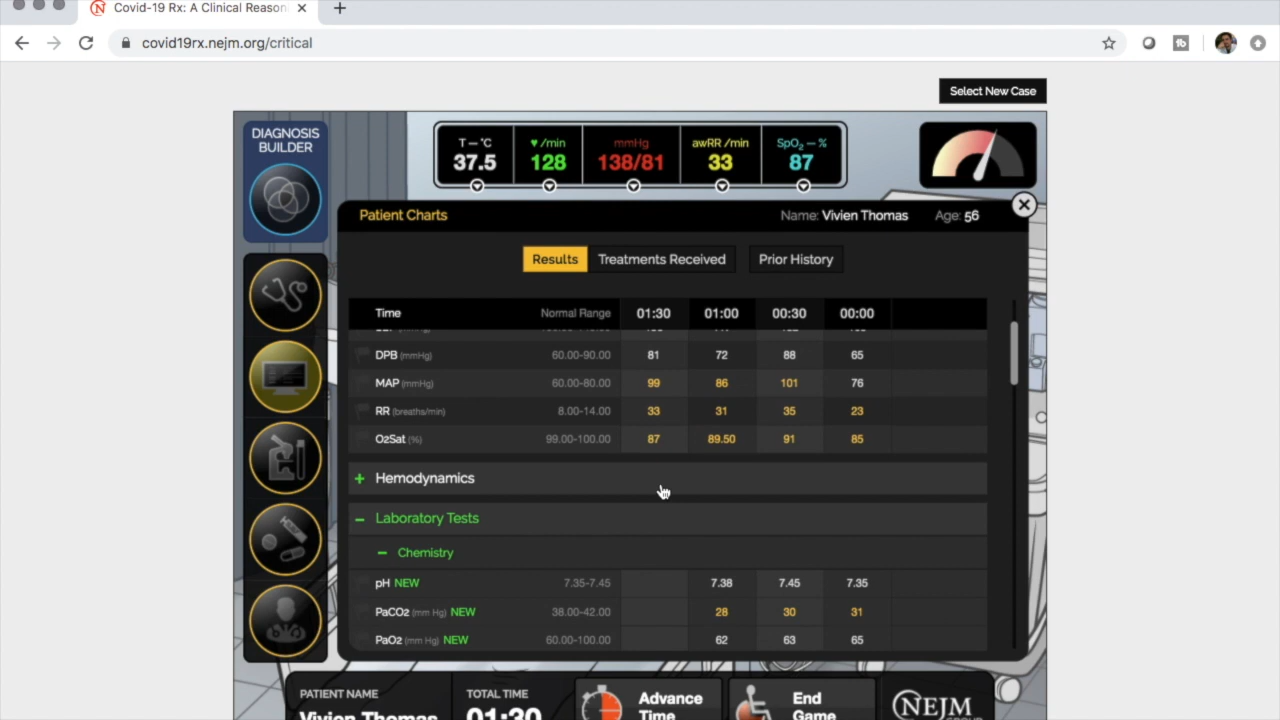 Covid-19 Rx: A Clinical Reason
covid19rx.nejm.org/critical
Select New Case
DIAGNOSIS
BUILDER
T – °C ♥/min mmHg awRR /min SpO₂ – %
37.5 128 138/81 33 87
Patient Charts Name: Vivien Thomas Age: 56
Results Treatments Received Prior History
Time Normal Range 01:30 01:00 00:30 00:00
DPB (mmHg) 60.00-90.00 81 72 88 65
MAP (mmHg) 60.00-80.00 99 86 101 76
RR (breaths/min) 8.00-14.00 33 31 35 23
O2Sat (%) 99.00-100.00 87 89.50 91 85
+ Hemodynamics
– Laboratory Tests
– Chemistry
pH NEW 7.35-7.45 7.38 7.45 7.35
PaCO2 (mm Hg) NEW 38.00-42.00 28 30 31
PaO2 (mm Hg) NEW 60.00-100.00 62 63 65
PATIENT NAME TOTAL TIME Advance End NEJM
Vivien Thomas 01:30 Time Game GROUP